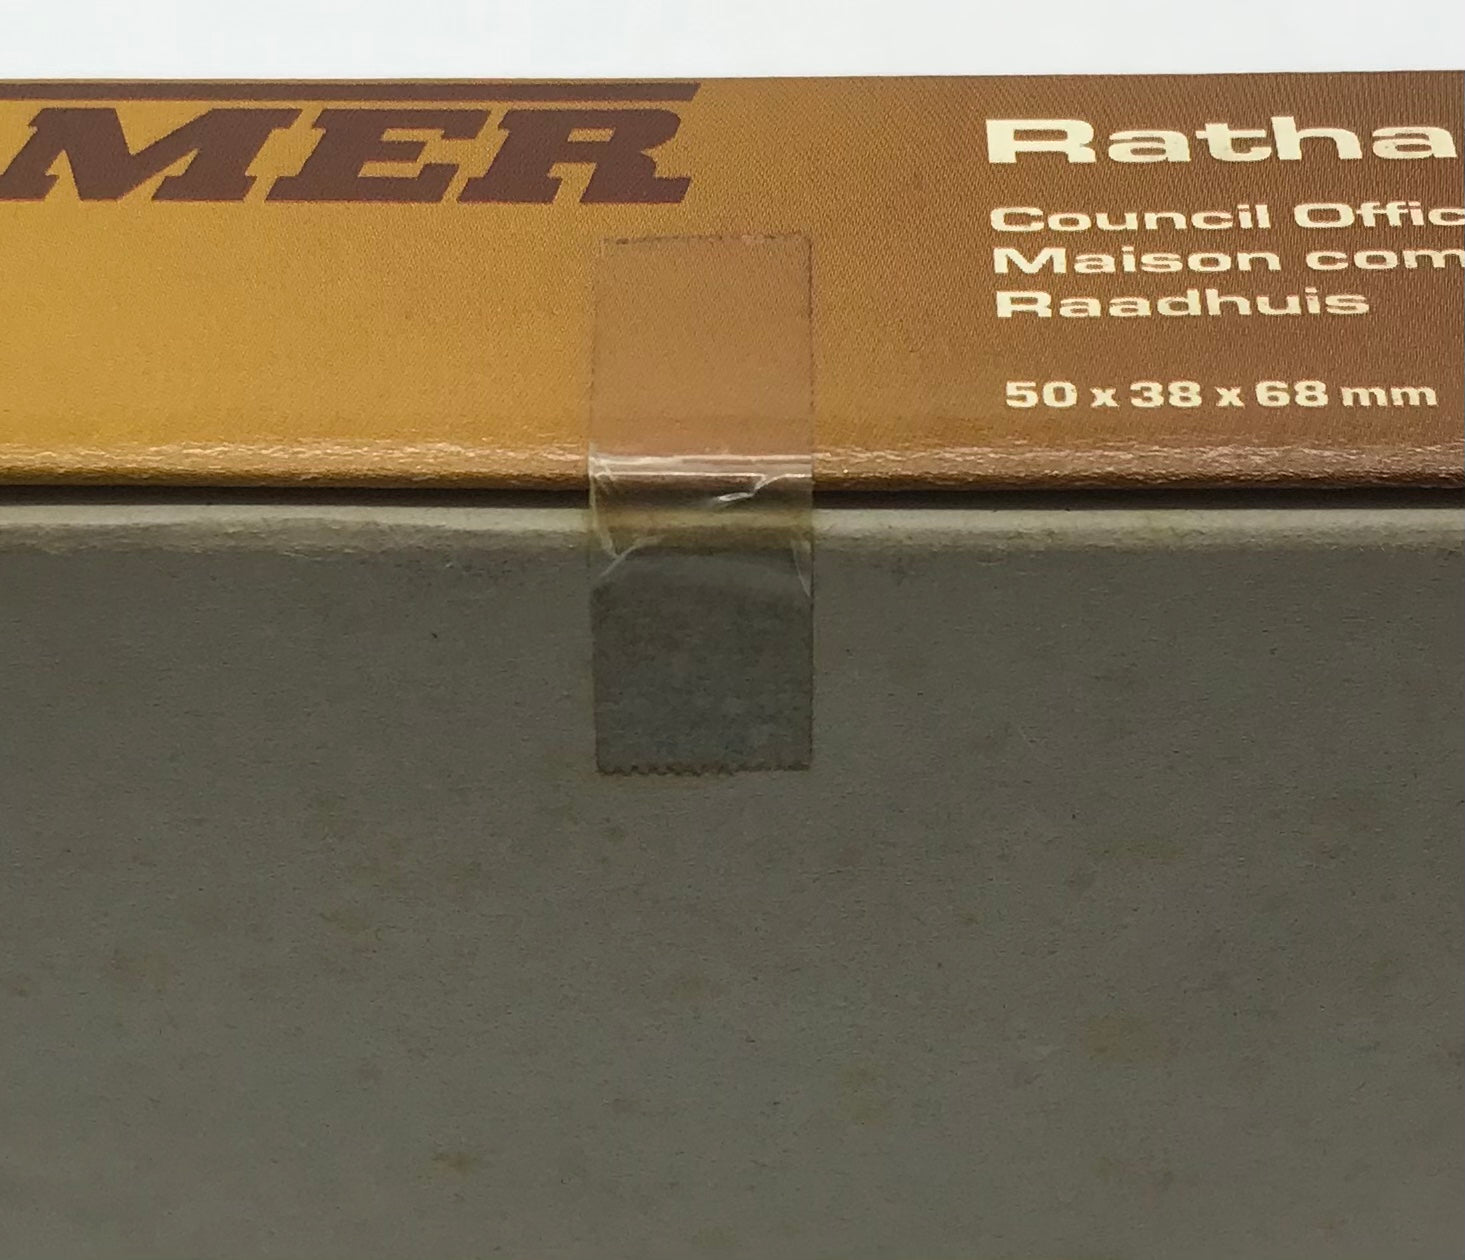 MER
Ratha
Council Offic
Maison com
Raadhuis
50 x 38 x 68 mm